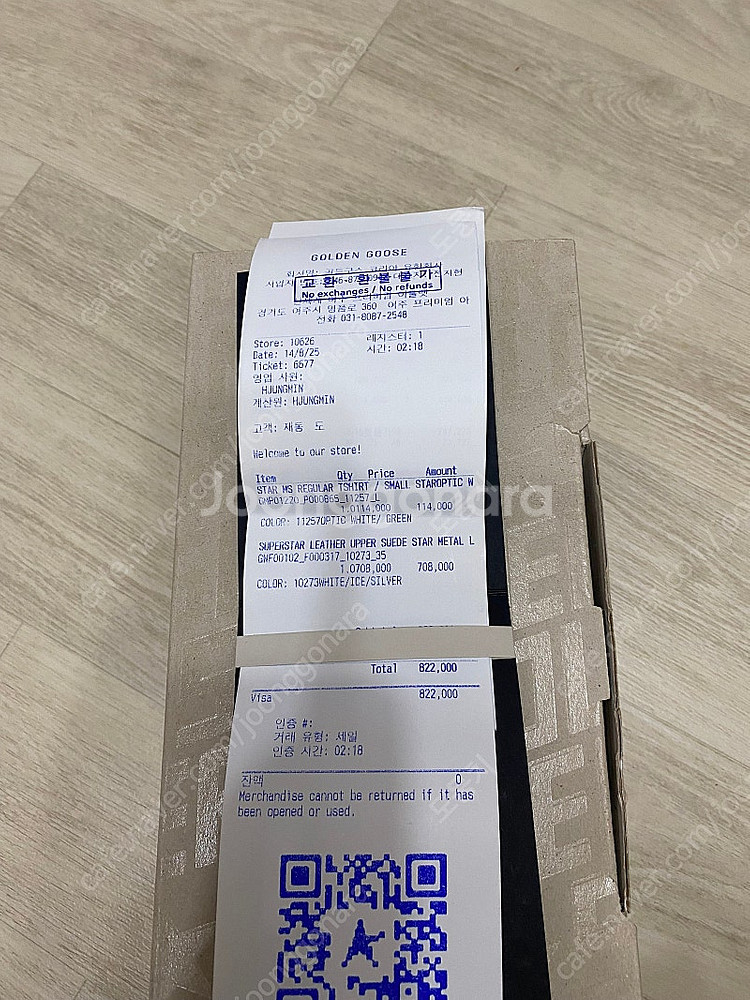 GOLDEN GOOSE
교환 환불불가
No exchanges / No refunds
경기도 여주시 명품로 360 여주 프리미엄 아
전화 031-8087-2548
Store: 10626 레지스터: 1
Date: 14/8/25 시간: 02:18
Ticket: 6577
영업 사원:
HJUNGMIN
계산원: HJUNGMIN
고객: 재동 도
Welcome to our store!
Item Qty Price Amount
STAR MS REGULAR TSHIRT / SMALL STAROPTIC W
GMP01220_P000865_11257_L
1.0114,000 114,000
COLOR: 11257OPTIC WHITE/ GREEN
SUPERSTAR LEATHER UPPER SUEDE STAR METAL L
GWF00102_F000317_10273_35
1.0708,000 708,000
COLOR: 10273WHITE/ICE/SILVER
Total 822,000
Visa 822,000
인증 #:
거래 유형: 세일
인증 시간: 02:18
잔액 0
Merchandise cannot be returned if it has
been opened or used.
Joonggonara
cafe.naver.com/joonggonara